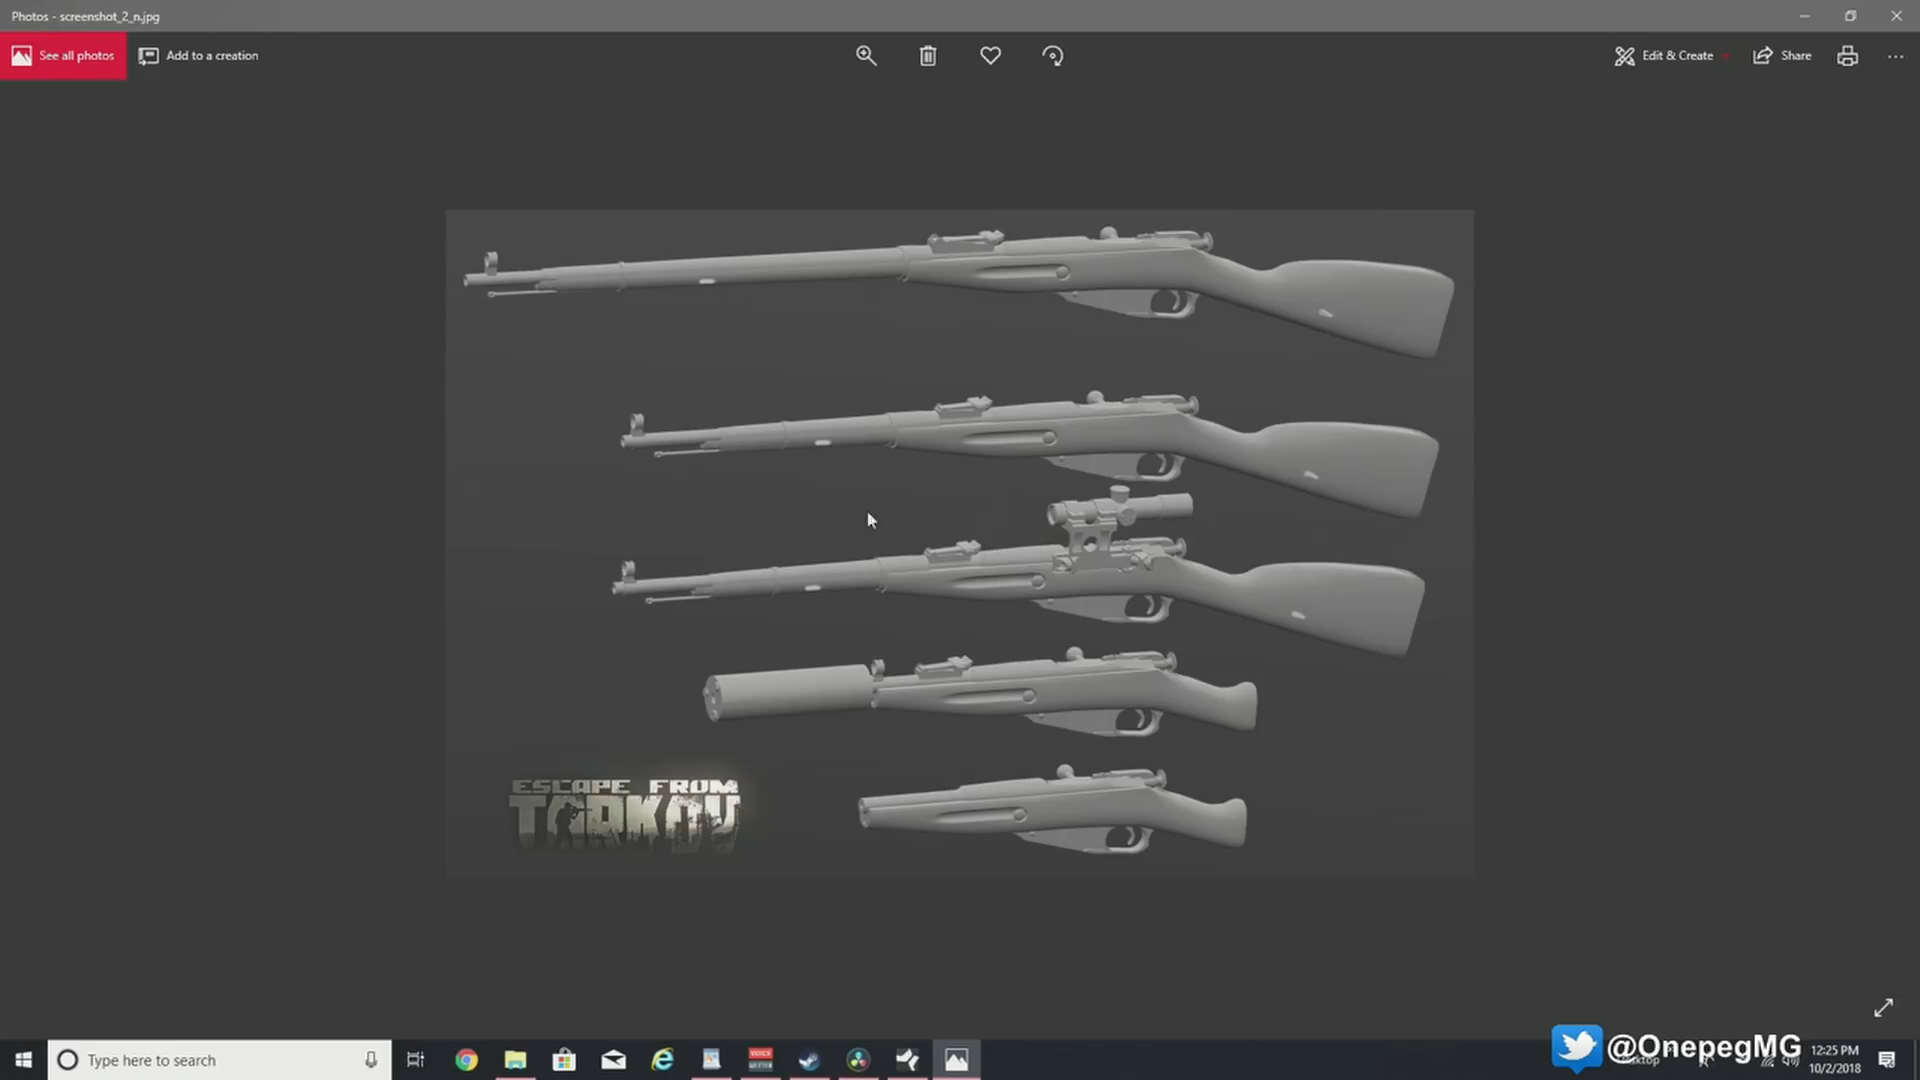 Photos - screenshot_2_n.jpg
See all photos
Add to a creation
Edit & Create
Share
ESCAPE FROM
TARKOV
Type here to search
@OnepegMG
12:25 PM
10/2/2018